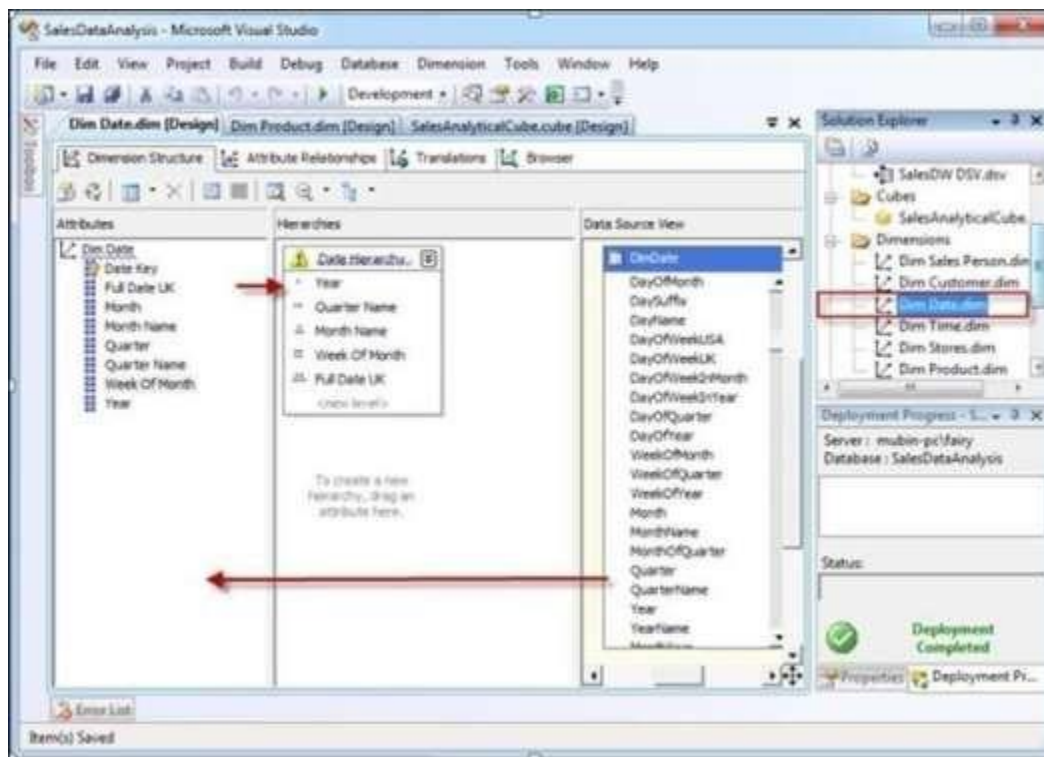 SalesDataAnalysis - Microsoft Visual Studio
File Edit View Project Build Debug Database Dimension Tools Window Help
Development
Toolbox
Dim Date.dim [Design] Dim Product.dim [Design] SalesAnalyticalCube.cube [Design]
Dimension Structure Attribute Relationships Translations Browser
Attributes
Dim Date
Date Key
Full Date UK
Month
Month Name
Quarter
Quarter Name
Week Of Month
Year
Hierarchies
Date Hierarchy...
Year
Quarter Name
Month Name
Week Of Month
Full Date UK
<new level>
To create a new
hierarchy, drag an
attribute here.
Data Source View
DimDate
DayOfMonth
DaySuffix
DayName
DayOfWeekUSA
DayOfWeekUK
DayOfWeekInMonth
DayOfWeekInYear
DayOfQuarter
DayOfYear
WeekOfMonth
WeekOfQuarter
WeekOfYear
Month
MonthName
MonthOfQuarter
Quarter
QuarterName
Year
YearName
MonthYear
Solution Explorer
SalesDW DSV.dsv
Cubes
SalesAnalyticalCube
Dimensions
Dim Sales Person.dim
Dim Customer.dim
Dim Date.dim
Dim Time.dim
Dim Stores.dim
Dim Product.dim
Deployment Progress - S...
Server : mubin-pc\fairy
Database : SalesDataAnalysis
Status:
Deployment
Completed
Properties Deployment Pr...
Error List
Item(s) Saved